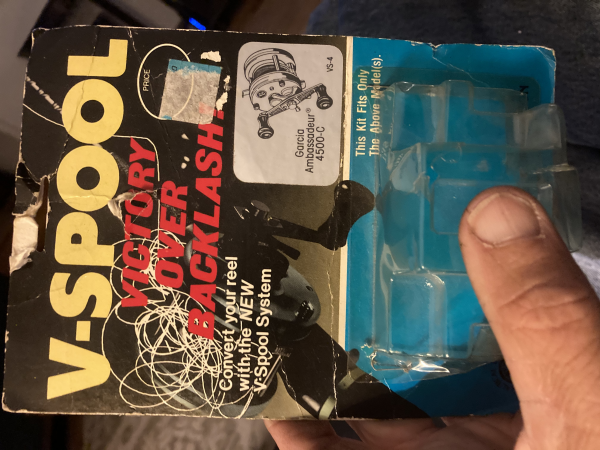 V-SPOOL
VICTORY
OVER
BACKLASH!
PRICE
Convert your reel
with the NEW
V-Spool System
VS-4
Garcia
Ambassadeur®
4500-C
This Kit Fits Only
The Above Model(s).